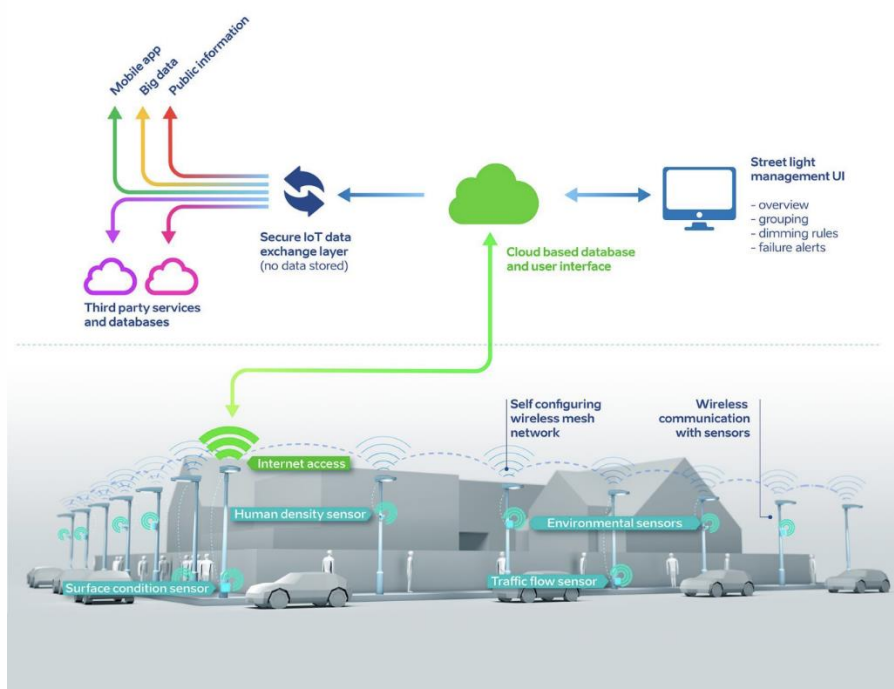 Mobile app
Big data
Public information
Street light
management UI
- overview
- grouping
- dimming rules
- failure alerts
Secure IoT data
exchange layer
(no data stored)
Cloud based database
and user interface
Third party services
and databases
Self configuring
wireless mesh
network
Wireless
communication
with sensors
Internet access
Human density sensor
Environmental sensors
Surface condition sensor
Traffic flow sensor